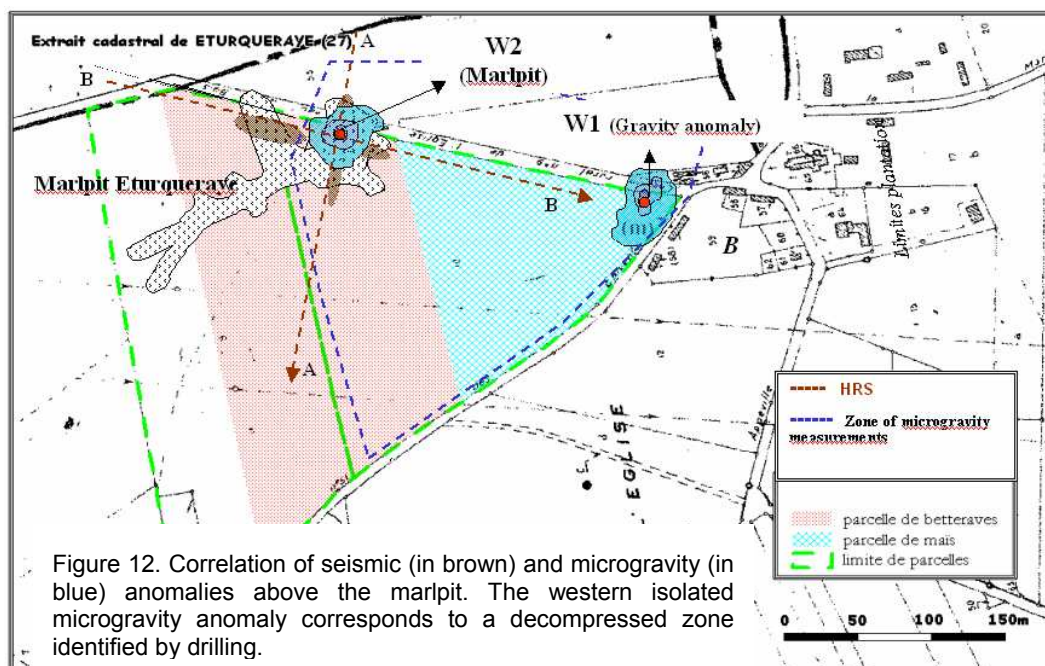 Extrait cadastral de ETURQUERAYE (27)
A
W2
(Marlpit)
B
W1 (Gravity anomaly)
Marlpit Eturqueraye
B
Limites plantation
B
A
EGLISE
Appeville
HRS
Zone of microgravity
measurements
parcelle de betteraves
parcelle de maïs
limite de parcelles
0 50 100 150m
Figure 12. Correlation of seismic (in brown) and microgravity (in
blue) anomalies above the marlpit. The western isolated
microgravity anomaly corresponds to a decompressed zone
identified by drilling.